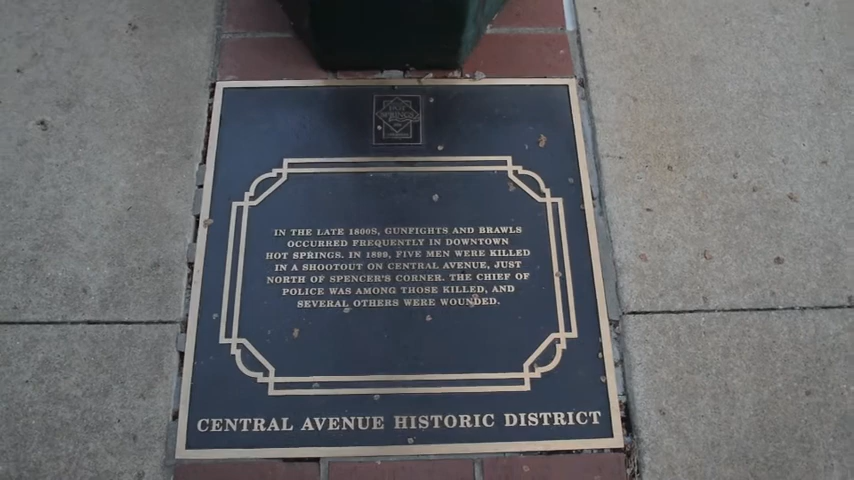 HOT
SPRINGS
IN THE LATE 1800S, GUNFIGHTS AND BRAWLS
OCCURRED FREQUENTLY IN DOWNTOWN
HOT SPRINGS. IN 1899, FIVE MEN WERE KILLED
IN A SHOOTOUT ON CENTRAL AVENUE, JUST
NORTH OF SPENCER'S CORNER. THE CHIEF OF
POLICE WAS AMONG THOSE KILLED, AND
SEVERAL OTHERS WERE WOUNDED.
CENTRAL AVENUE HISTORIC DISTRICT